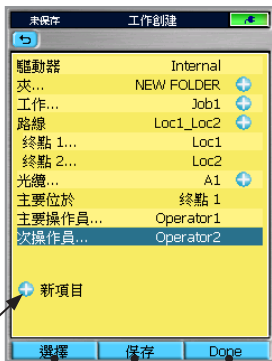 未保存 工作創建
驅動器 Internal
夾... NEW FOLDER
工作... Job1
路線 Loc1_Loc2
終點 1... Loc1
終點 2... Loc2
光纜... A1
主要位於 終點 1
主要操作員... Operator1
次操作員... Operator2
新項目
選擇 保存 Done